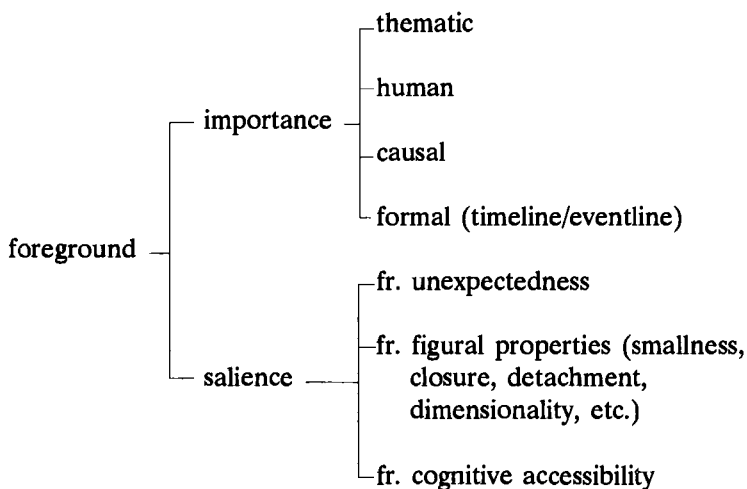 thematic
importance
human
causal
formal (timeline/eventline)
foreground
fr. unexpectedness
fr. figural properties (smallness,
closure, detachment,
dimensionality, etc.)
salience
fr. cognitive accessibility